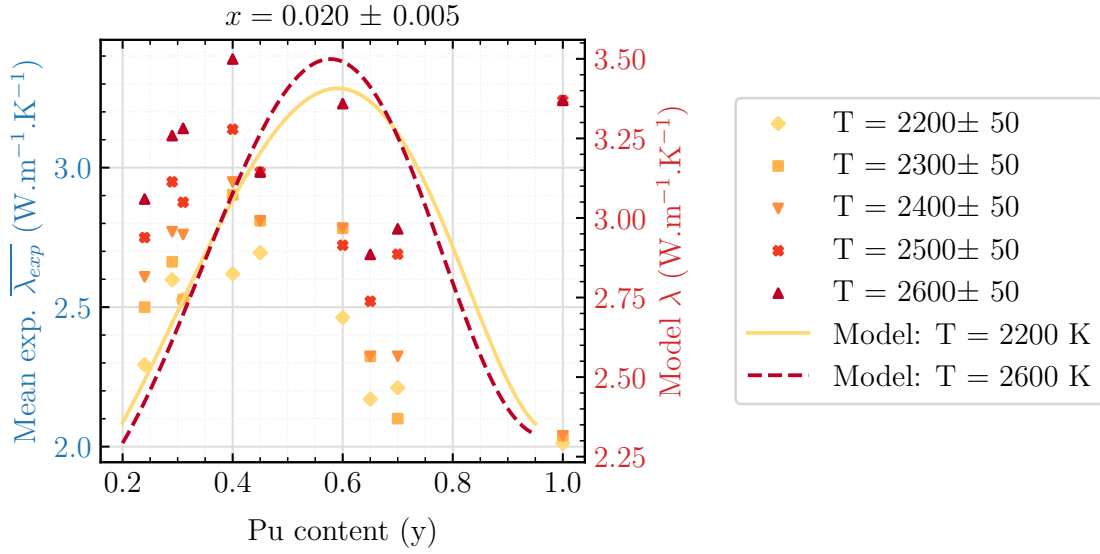 x = 0.020 ± 0.005
Mean exp. λ̅ₑₓₚ (W.m⁻¹.K⁻¹)
3.0
2.5
2.0
3.50
3.25
3.00
2.75
2.50
2.25
Model λ (W.m⁻¹.K⁻¹)
0.2 0.4 0.6 0.8 1.0
Pu content (y)
T = 2200± 50
T = 2300± 50
T = 2400± 50
T = 2500± 50
T = 2600± 50
Model: T = 2200 K
Model: T = 2600 K